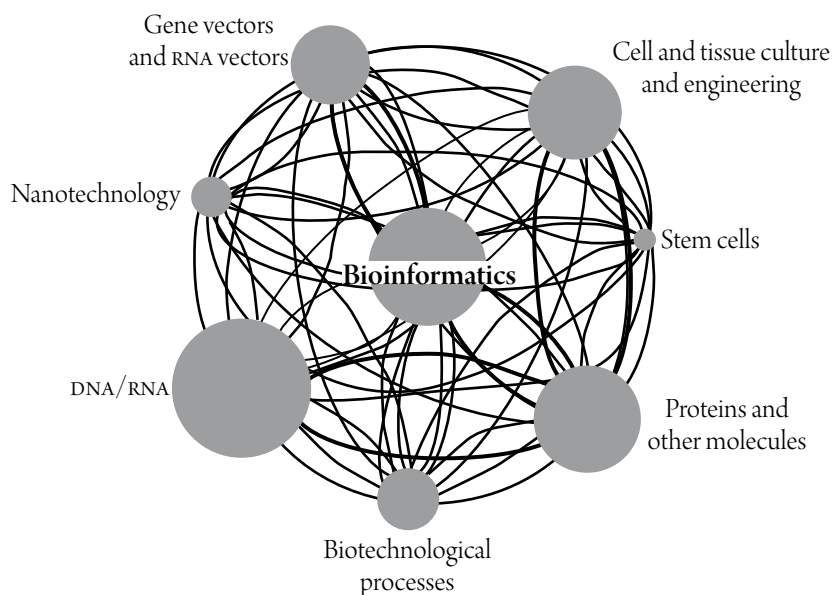 Gene vectors
and RNA vectors
Cell and tissue culture
and engineering
Nanotechnology
Stem cells
Bioinformatics
DNA/RNA
Proteins and
other molecules
Biotechnological
processes